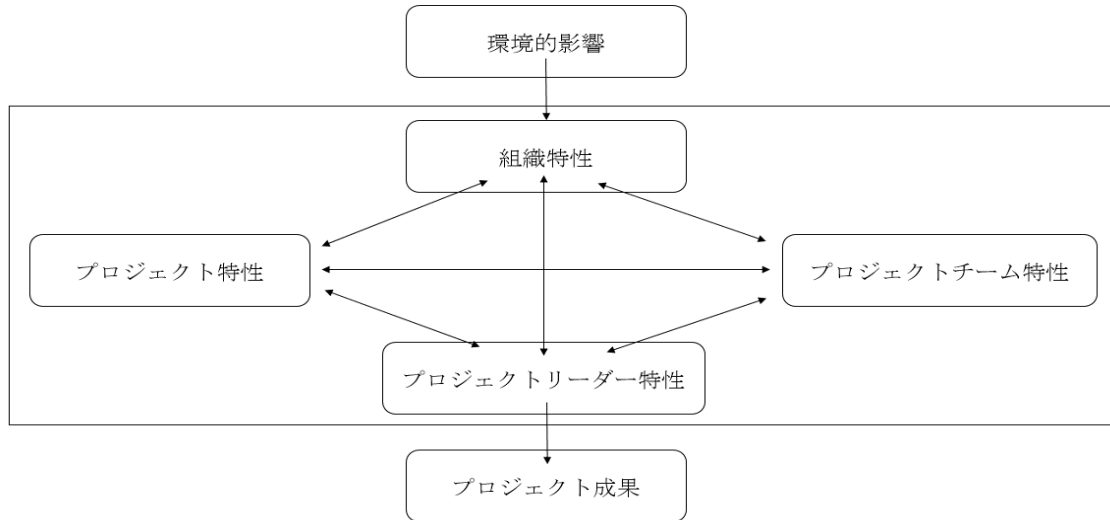 環境的影響
組織特性
プロジェクト特性
プロジェクトチーム特性
プロジェクトリーダー特性
プロジェクト成果